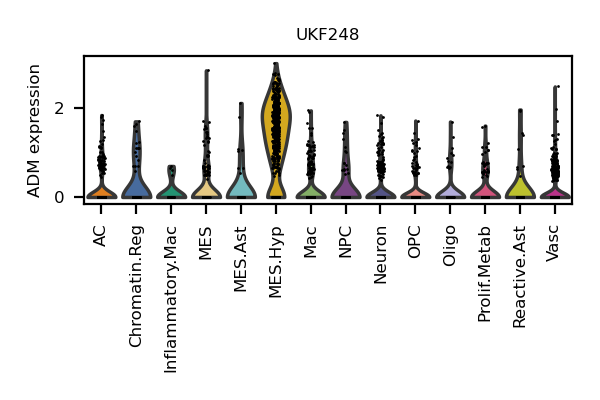 UKF248
ADM expression
2
0
AC
Chromatin.Reg
Inflammatory.Mac
MES
MES.Ast
MES.Hyp
Mac
NPC
Neuron
OPC
Oligo
Prolif.Metab
Reactive.Ast
Vasc